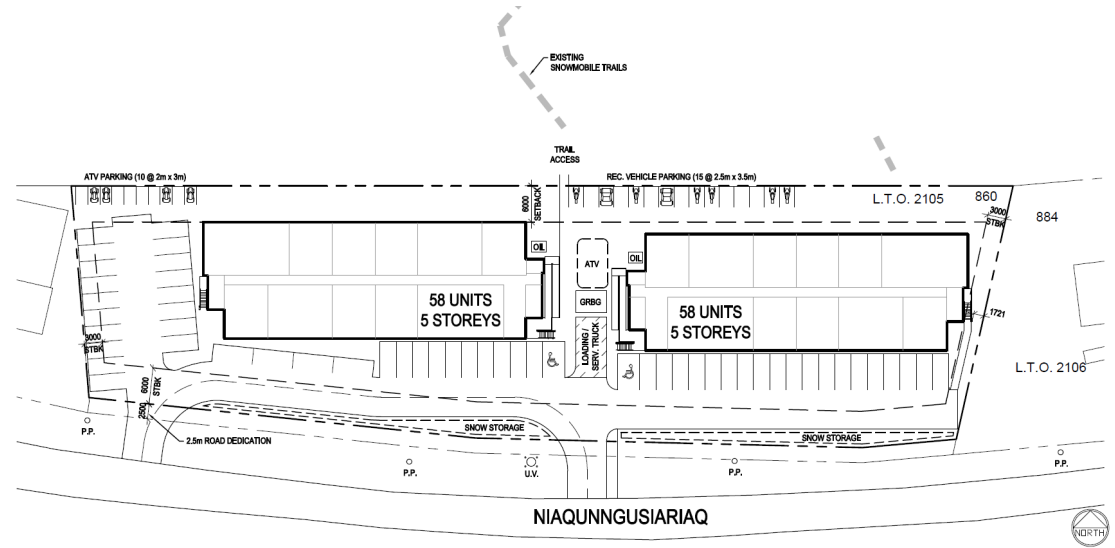 EXISTING
SNOWMOBILE TRAILS
TRAIL
ACCESS
ATV PARKING (10 @ 2m x 3m)
REC. VEHICLE PARKING (15 @ 2.5m x 3.5m)
6000
SETBACK
L.T.O. 2105
860
3000
STBK
884
OIL
ATV
OIL
GRBG
58 UNITS
5 STOREYS
LOADING /
SERV. TRUCK
58 UNITS
5 STOREYS
1721
3000
STBK
6000
STBK
2500
L.T.O. 2106
P.P.
2.5m ROAD DEDICATION
SNOW STORAGE
SNOW STORAGE
P.P.
U.V.
P.P.
P.P.
NIAQUNNGUSIARIAQ
NORTH